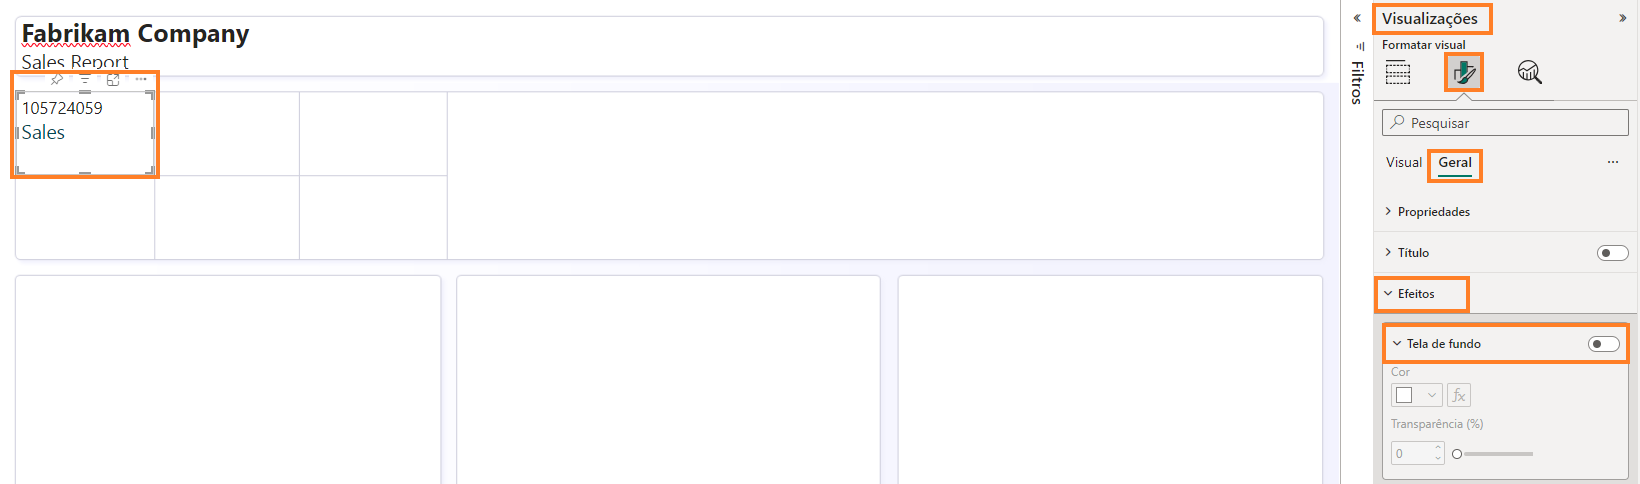 Fabrikam Company
Sales Report
105724059
Sales
Filtros
Visualizações
Formatar visual
Pesquisar
Visual
Geral
Propriedades
Título
Efeitos
Tela de fundo
Cor
fx
Transparência (%)
0